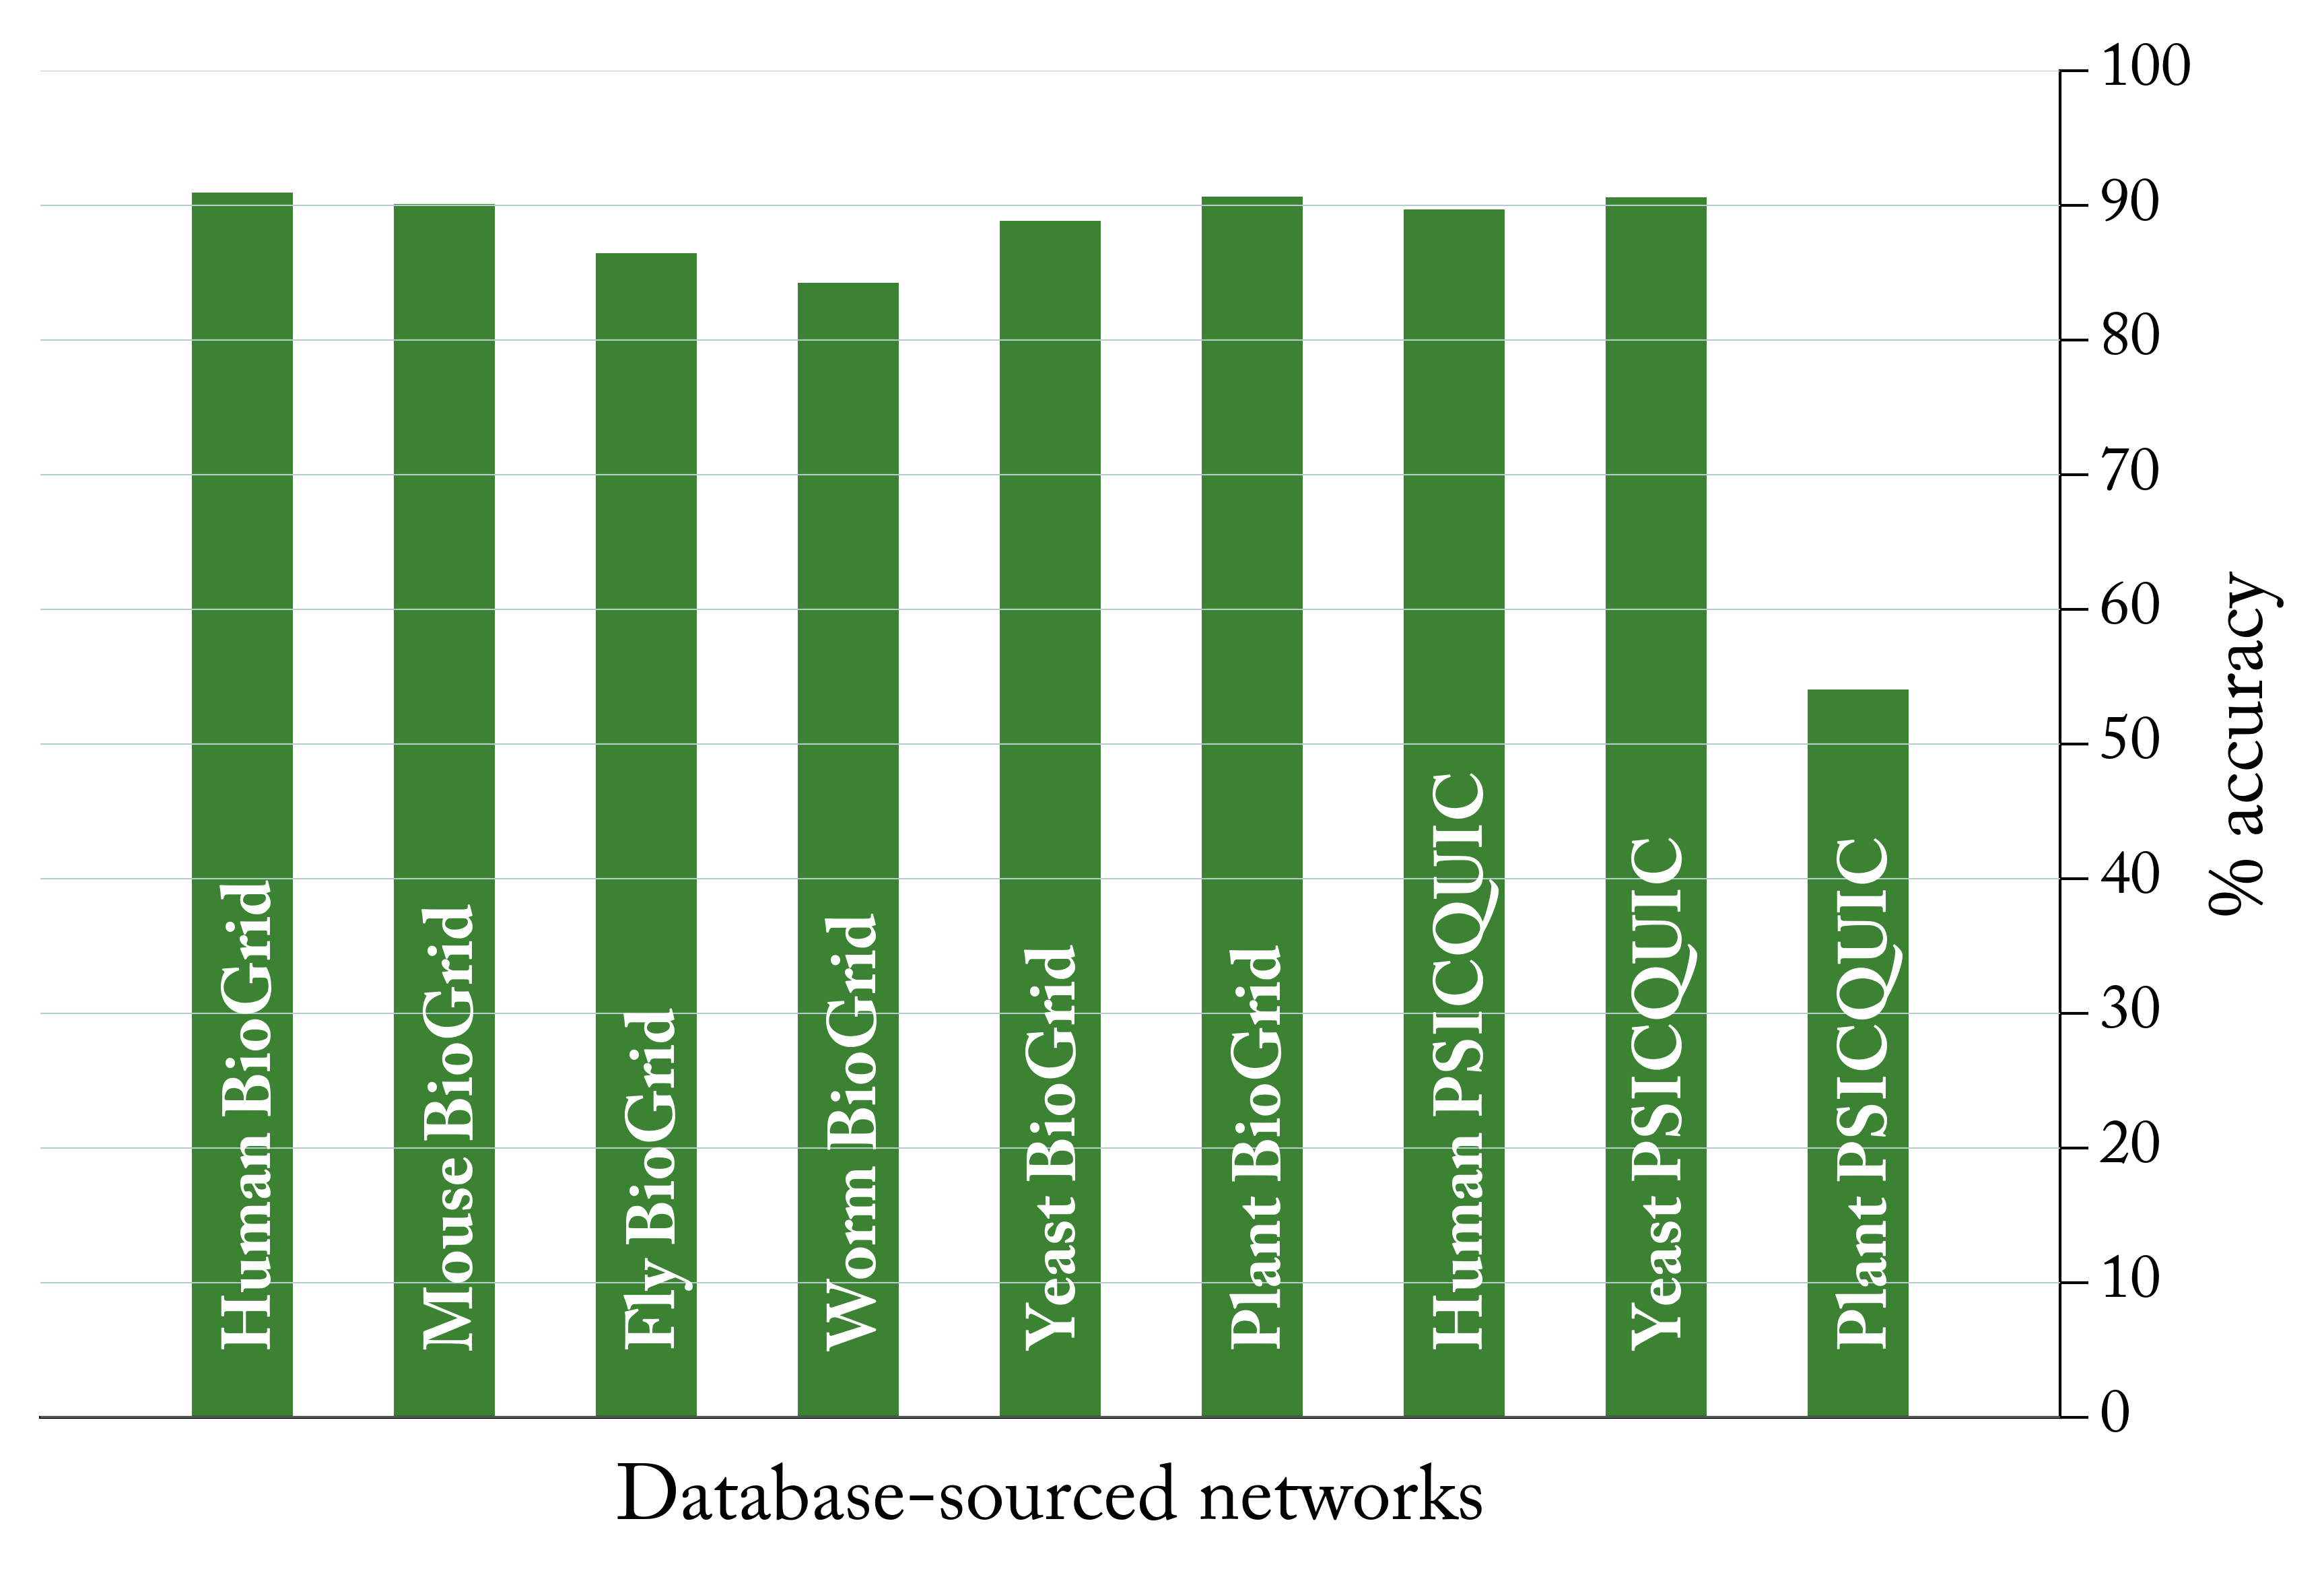 100
90
80
70
60
50
40
30
20
10
0
% accuracy
Human BioGrid
Mouse BioGrid
Fly BioGrid
Worm BioGrid
Yeast BioGrid
Plant BioGrid
Human PSICQUIC
Yeast PSICQUIC
Plant PSICQUIC
Database-sourced networks